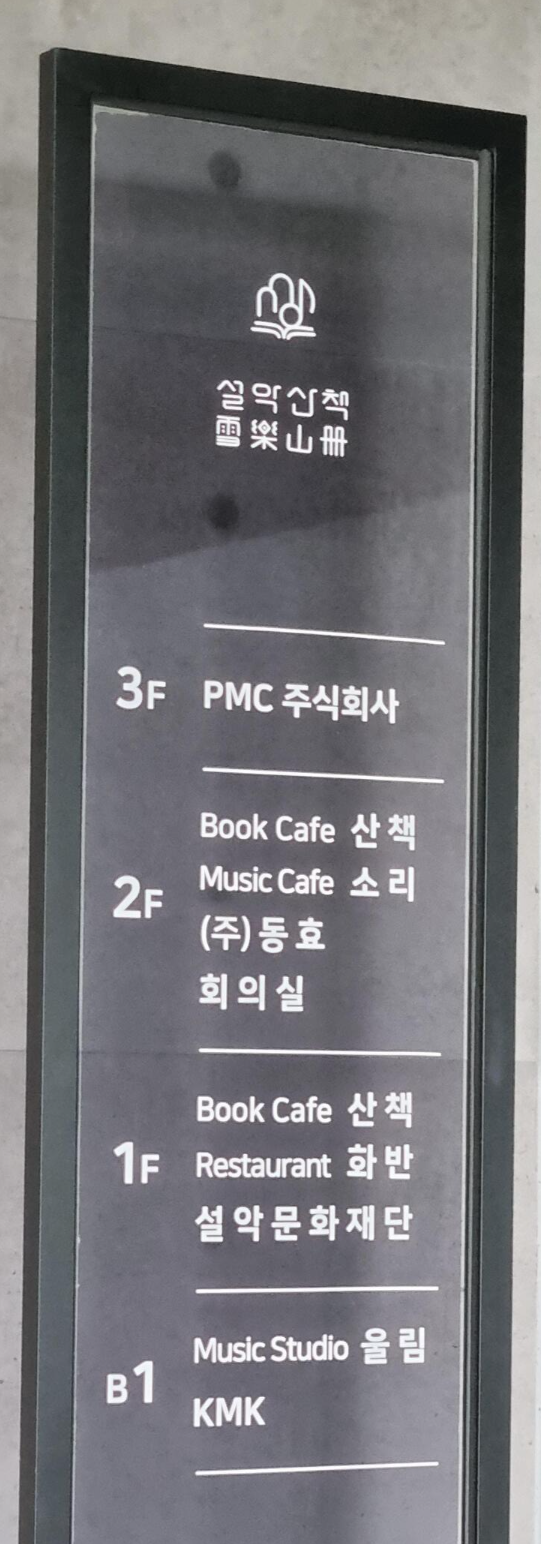 설악산책
雪樂山冊
3F PMC 주식회사
2F
Book Cafe 산책
Music Cafe 소리
(주)동효
회의실
1F
Book Cafe 산책
Restaurant 화반
설악문화재단
B1
Music Studio 울림
KMK